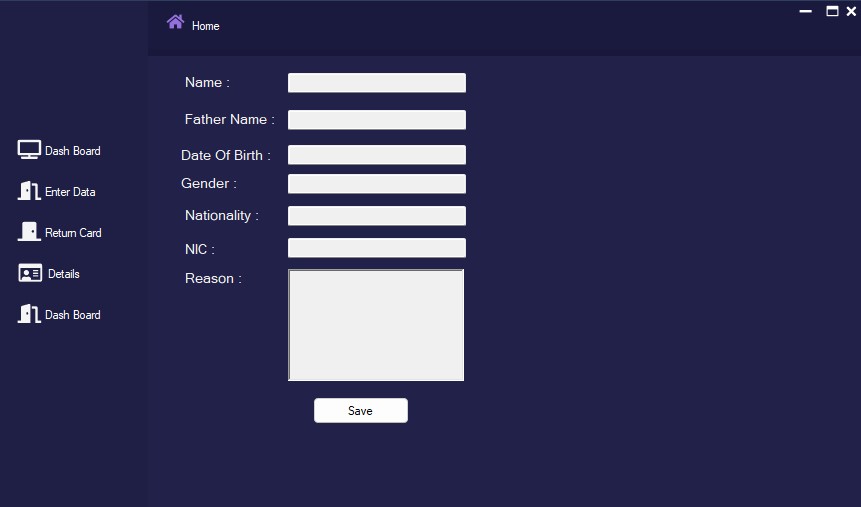 Home
Dash Board
Enter Data
Return Card
Details
Dash Board
Name :
Father Name :
Date Of Birth :
Gender :
Nationality :
NIC :
Reason :
Save